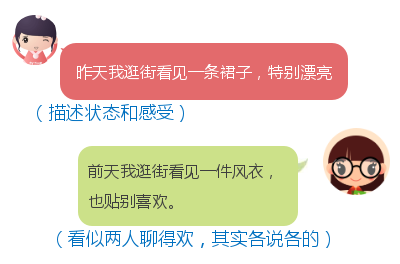 昨天我逛街看见一条裙子，特别漂亮
（描述状态和感受）
前天我逛街看见一件风衣，
也贴别喜欢。
（看似两人聊得欢，其实各说各的）